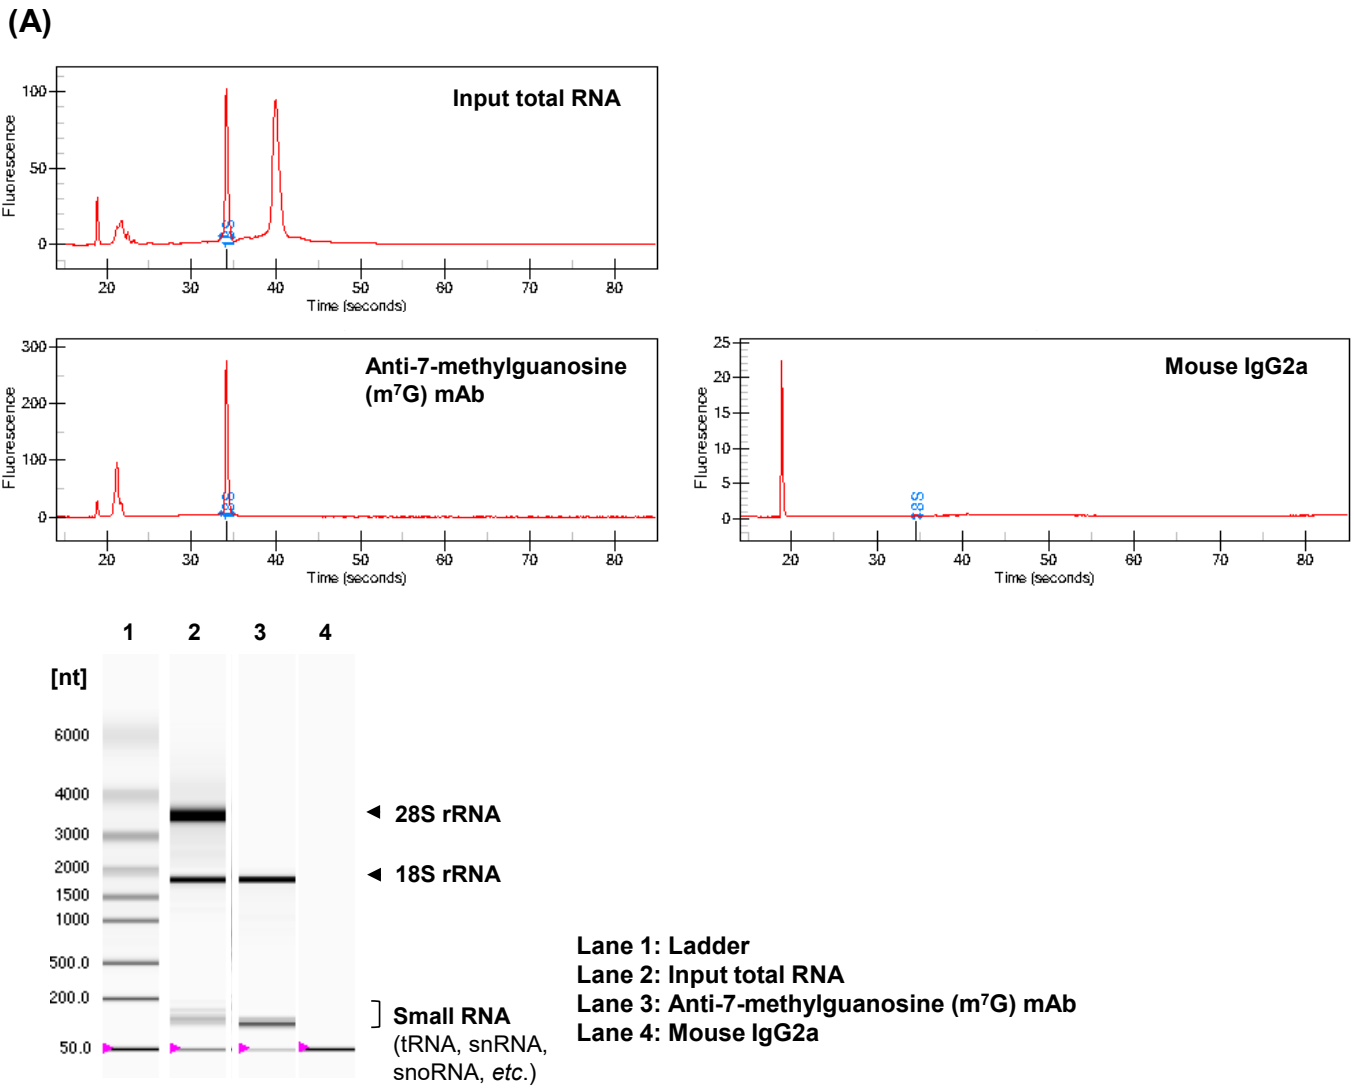 (A)
Input total RNA
Fluorescence
100
50
0
18S
20 30 40 50 60 70 80
Time (seconds)
Anti-7-methylguanosine
(m⁷G) mAb
Fluorescence
300
200
100
0
18S
20 30 40 50 60 70 80
Time (seconds)
Mouse IgG2a
Fluorescence
25
20
15
10
5
0
18S
20 30 40 50 60 70 80
Time (seconds)
1 2 3 4
[nt]
6000
4000
3000
2000
1500
1000
500.0
200.0
50.0
28S rRNA
18S rRNA
Small RNA
(tRNA, snRNA,
snoRNA, etc.)
Lane 1: Ladder
Lane 2: Input total RNA
Lane 3: Anti-7-methylguanosine (m⁷G) mAb
Lane 4: Mouse IgG2a